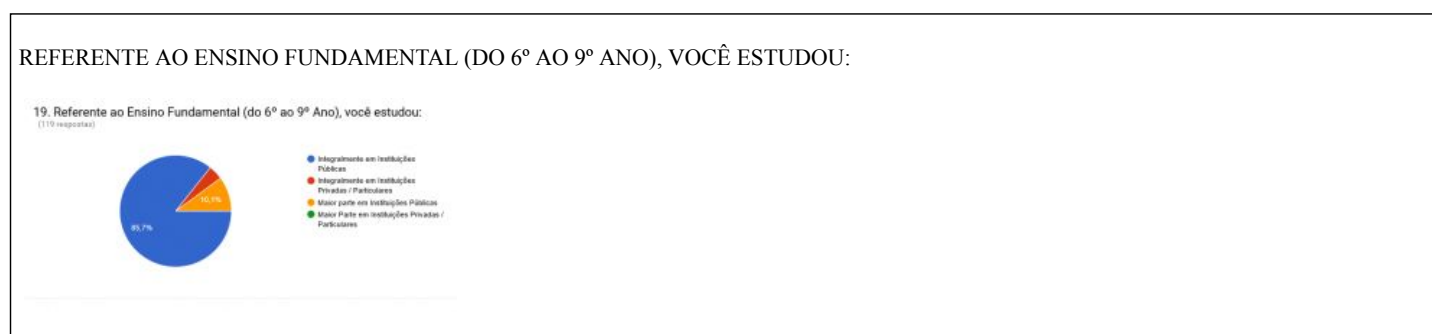 REFERENTE AO ENSINO FUNDAMENTAL (DO 6º AO 9º ANO), VOCÊ ESTUDOU:
19. Referente ao Ensino Fundamental (do 6º ao 9º Ano), você estudou:
(119 respostas)
Integralmente em Instituições
Públicas
Integralmente em Instituições
Privadas / Particulares
Maior parte em Instituições Públicas
Maior Parte em Instituições Privadas /
Particulares
85,7%